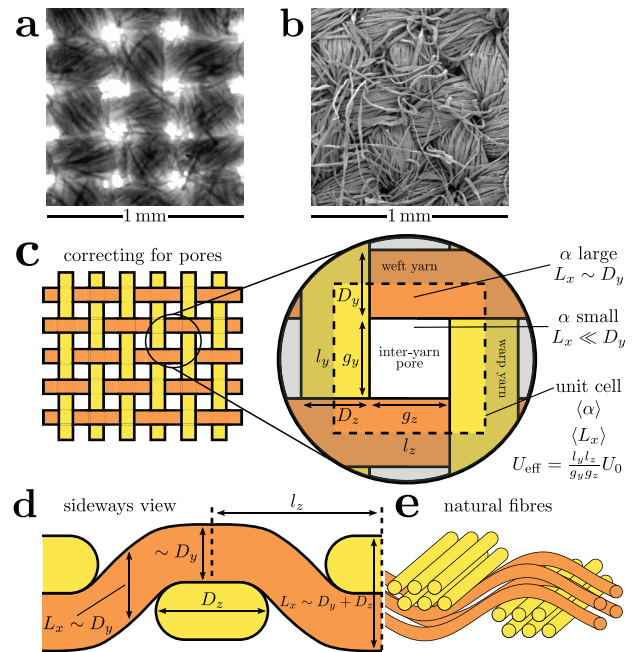 a
b
1 mm
1 mm
c correcting for pores
weft yarn
D_y
l_y
g_y
inter-yarn
pore
warp yarn
D_z
g_z
l_z
α large
L_x ∼ D_y
α small
L_x ≪ D_y
unit cell
⟨α⟩
⟨L_x⟩
U_eff = \frac{l_y l_z}{g_y g_z} U_0
d sideways view
l_z
∼ D_y
D_z
L_x ∼ D_y
L_x ∼ D_y + D_z
e natural fibres